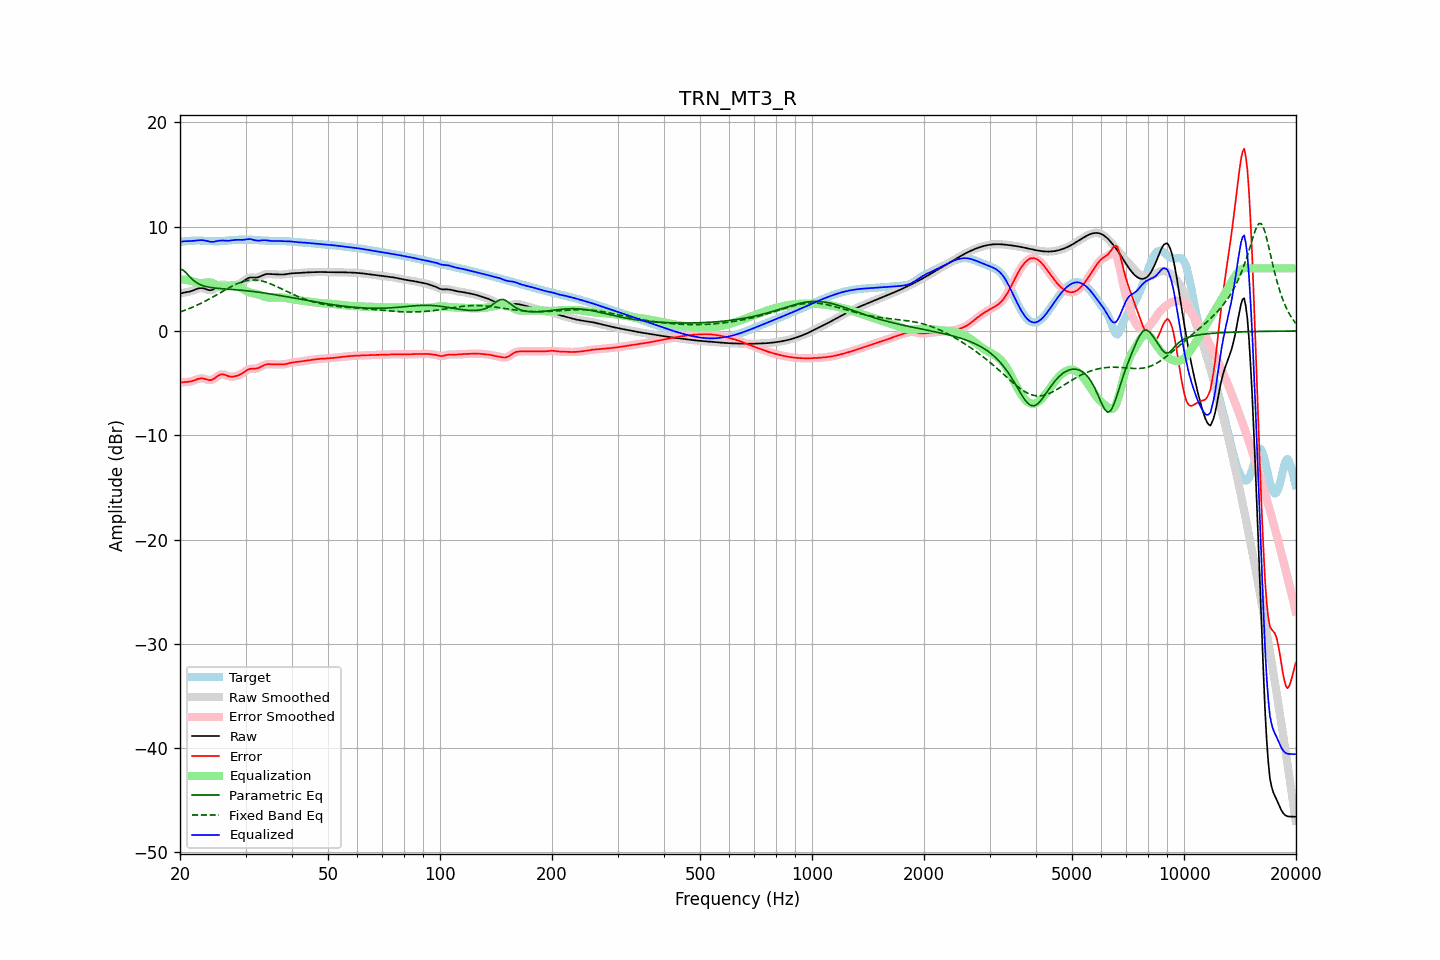 TRN_MT3_R
20
10
0
−10
−20
−30
−40
−50
Amplitude (dBr)
Target
Raw Smoothed
Error Smoothed
Raw
Error
Equalization
Parametric Eq
Fixed Band Eq
Equalized
20 50 100 200 500 1000 2000 5000 10000 20000
Frequency (Hz)